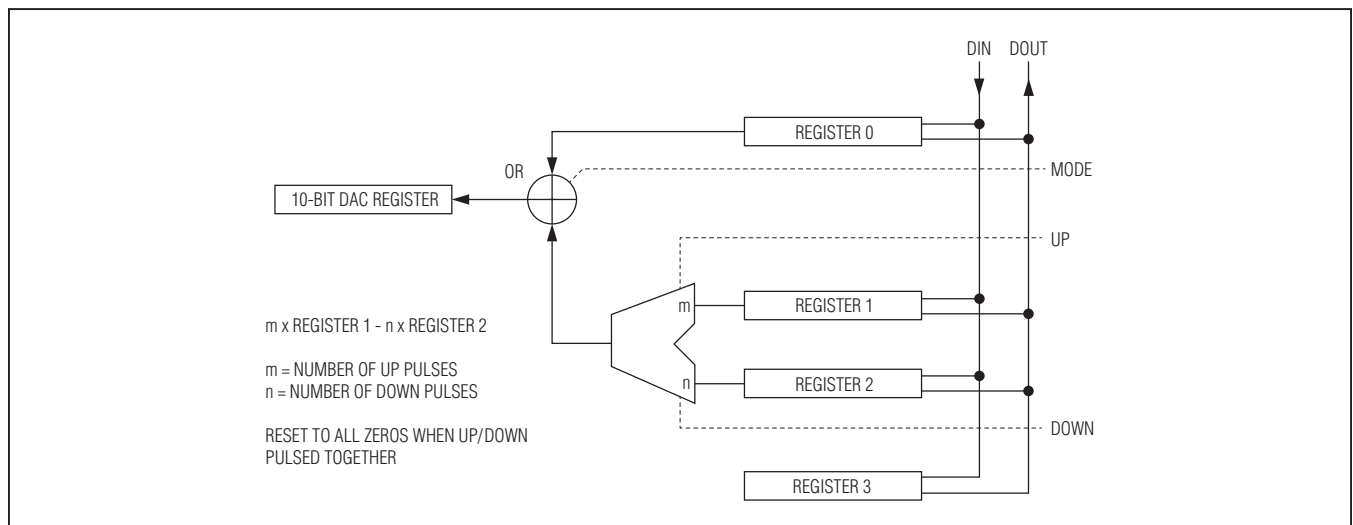 DIN DOUT
REGISTER 0
OR
MODE
10-BIT DAC REGISTER
UP
m
REGISTER 1
m x REGISTER 1 - n x REGISTER 2
m = NUMBER OF UP PULSES
n = NUMBER OF DOWN PULSES
n
REGISTER 2
DOWN
RESET TO ALL ZEROS WHEN UP/DOWN
PULSED TOGETHER
REGISTER 3